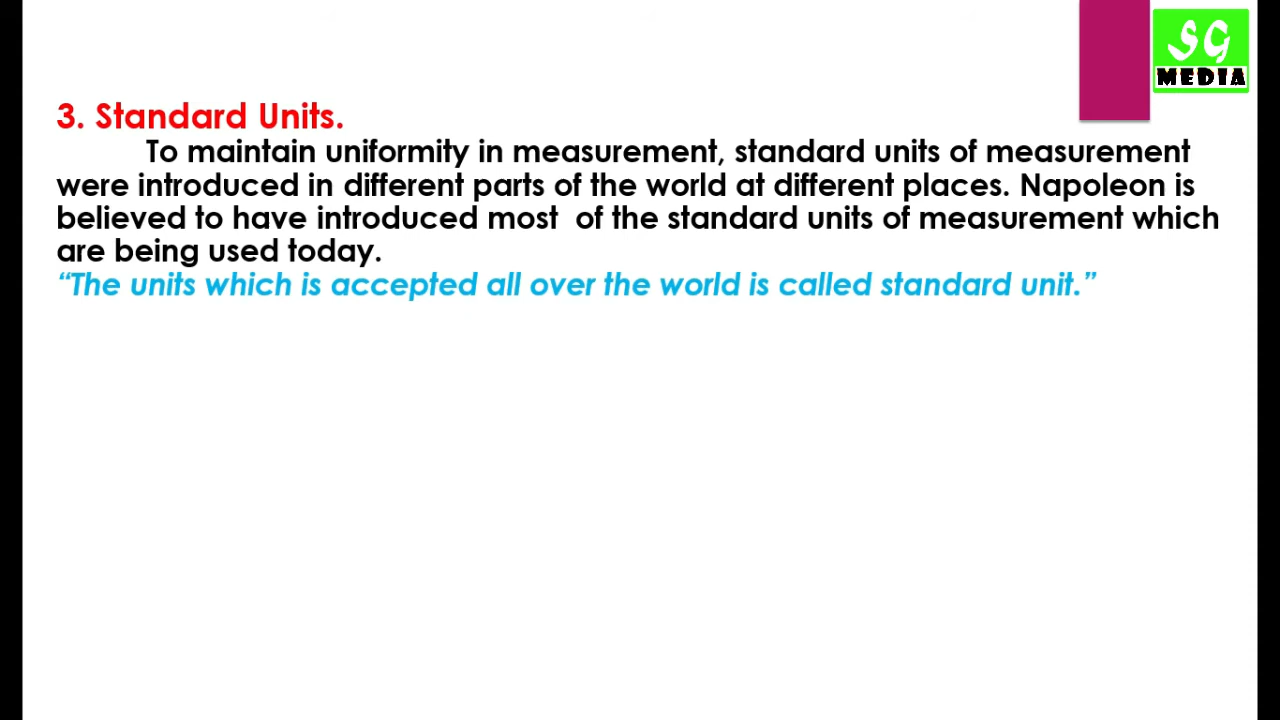 SG
MEDIA
3. Standard Units.
To maintain uniformity in measurement, standard units of measurement
were introduced in different parts of the world at different places. Napoleon is
believed to have introduced most of the standard units of measurement which
are being used today.
“The units which is accepted all over the world is called standard unit.”